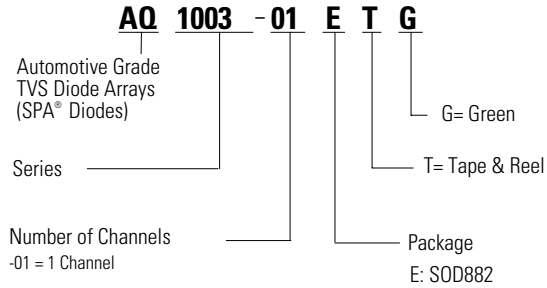 AQ 1003 -01 E T G
Automotive Grade
TVS Diode Arrays
(SPA® Diodes)
G= Green
Series
T= Tape & Reel
Number of Channels
-01 = 1 Channel
Package
E: SOD882